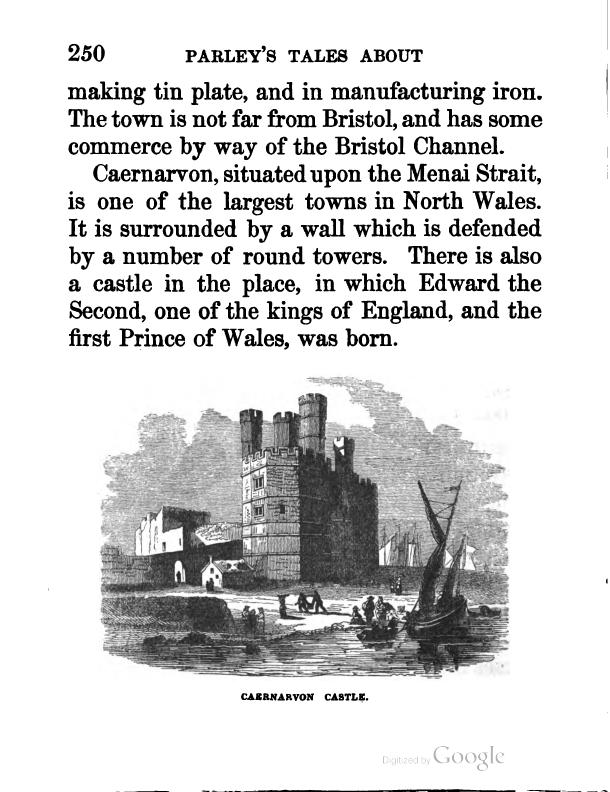 250 PARLEY'S TALES ABOUT
making tin plate, and in manufacturing iron.
The town is not far from Bristol, and has some
commerce by way of the Bristol Channel.
Caernarvon, situated upon the Menai Strait,
is one of the largest towns in North Wales.
It is surrounded by a wall which is defended
by a number of round towers. There is also
a castle in the place, in which Edward the
Second, one of the kings of England, and the
first Prince of Wales, was born.
CAERNARVON CASTLE.
Digitized by Google